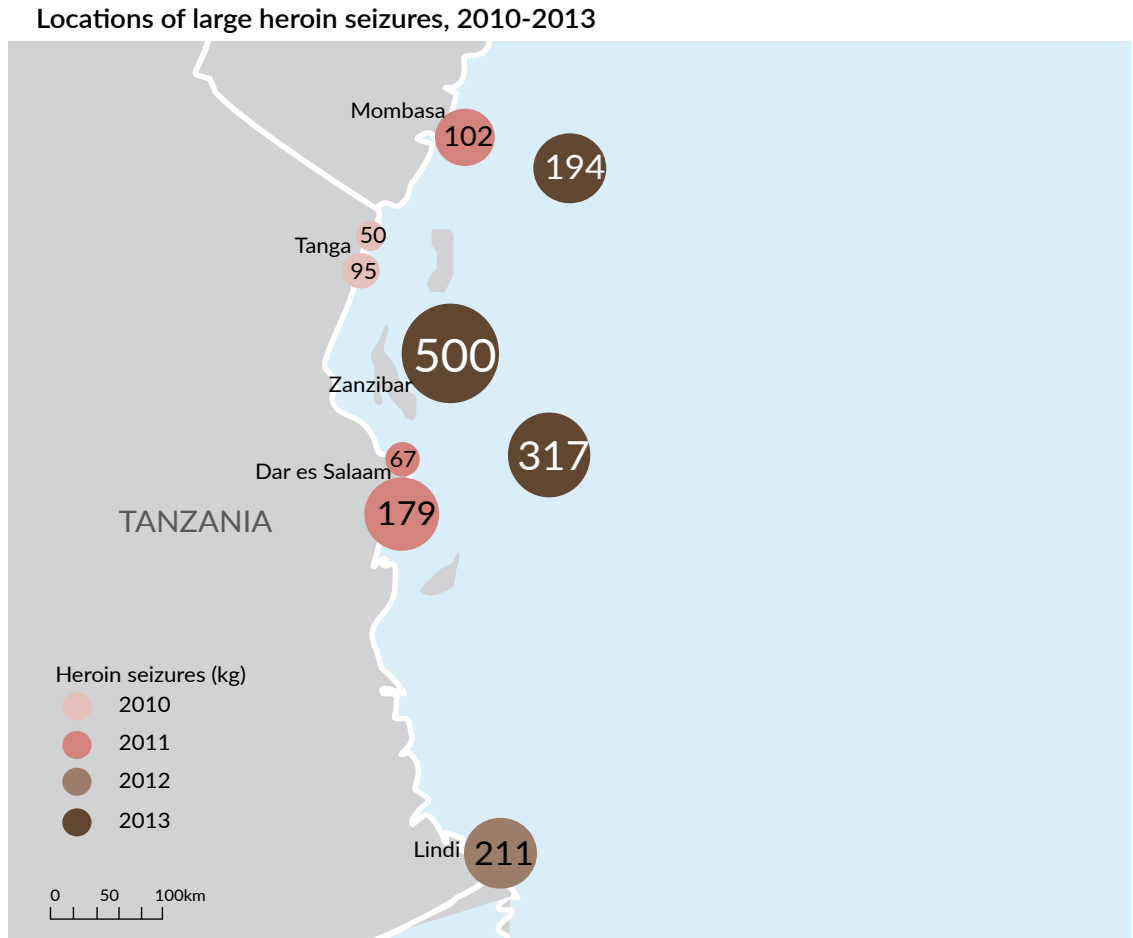 Locations of large heroin seizures, 2010-2013
Mombasa
102
194
50
Tanga
95
500
Zanzibar
317
67
Dar es Salaam
179
TANZANIA
Heroin seizures (kg)
2010
2011
2012
2013
Lindi
211
0 50 100km